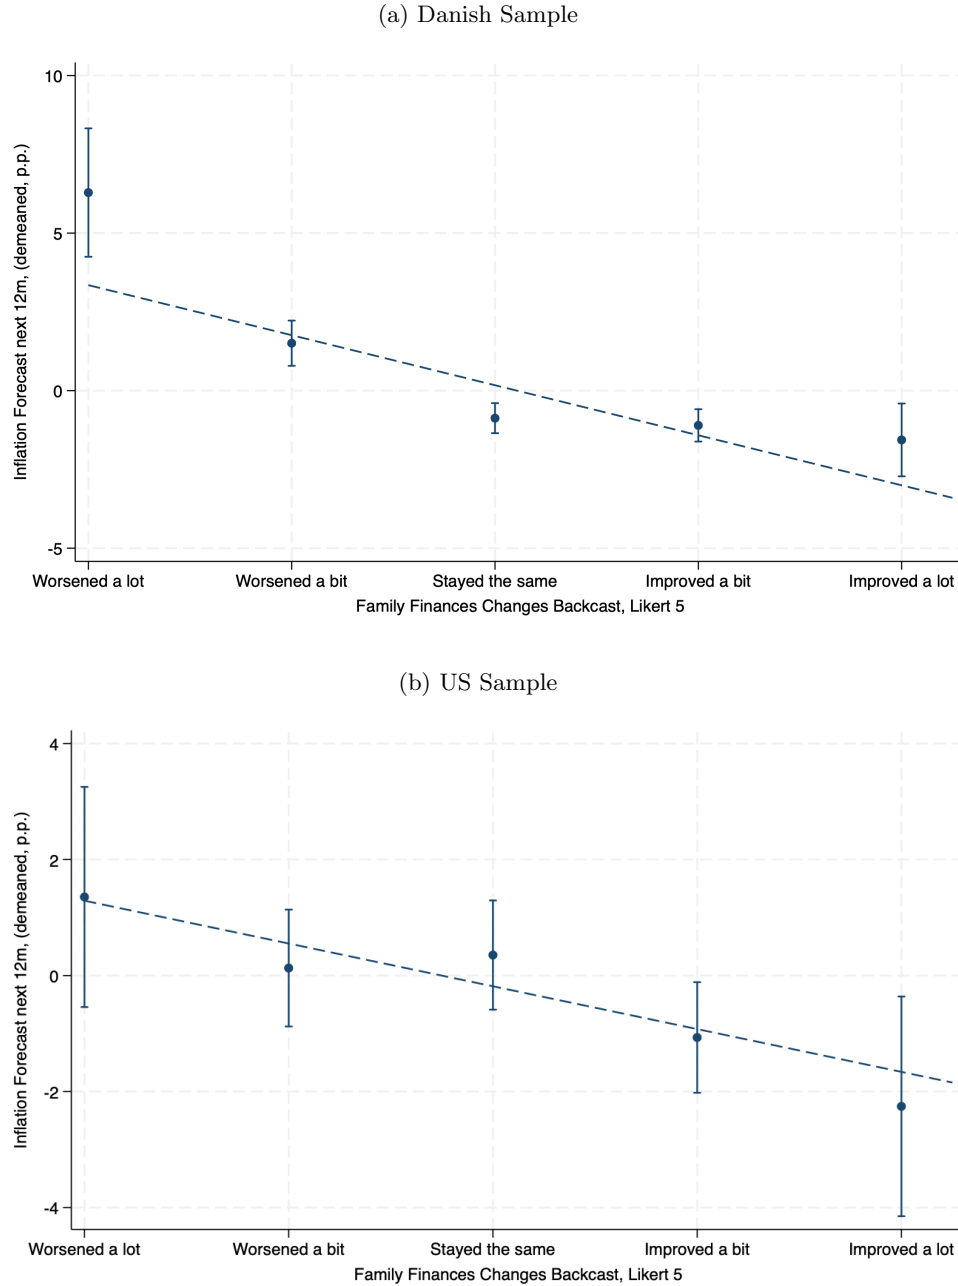 (a) Danish Sample
Inflation Forecast next 12m, (demeaned, p.p.)
10
5
0
-5
Worsened a lot
Worsened a bit
Stayed the same
Improved a bit
Improved a lot
Family Finances Changes Backcast, Likert 5
(b) US Sample
Inflation Forecast next 12m, (demeaned, p.p.)
4
2
0
-2
-4
Worsened a lot
Worsened a bit
Stayed the same
Improved a bit
Improved a lot
Family Finances Changes Backcast, Likert 5